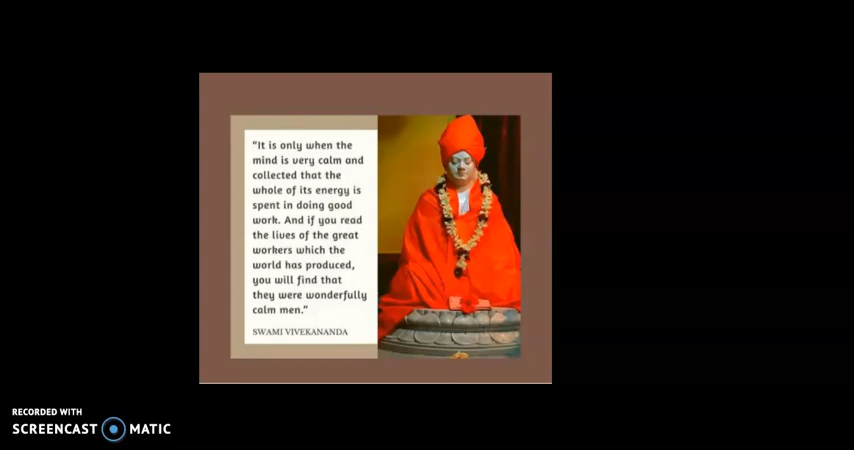 “It is only when the
mind is very calm and
collected that the
whole of its energy is
spent in doing good
work. And if you read
the lives of the great
workers which the
world has produced,
you will find that
they were wonderfully
calm men.”
SWAMI VIVEKANANDA
RECORDED WITH
SCREENCAST MATIC